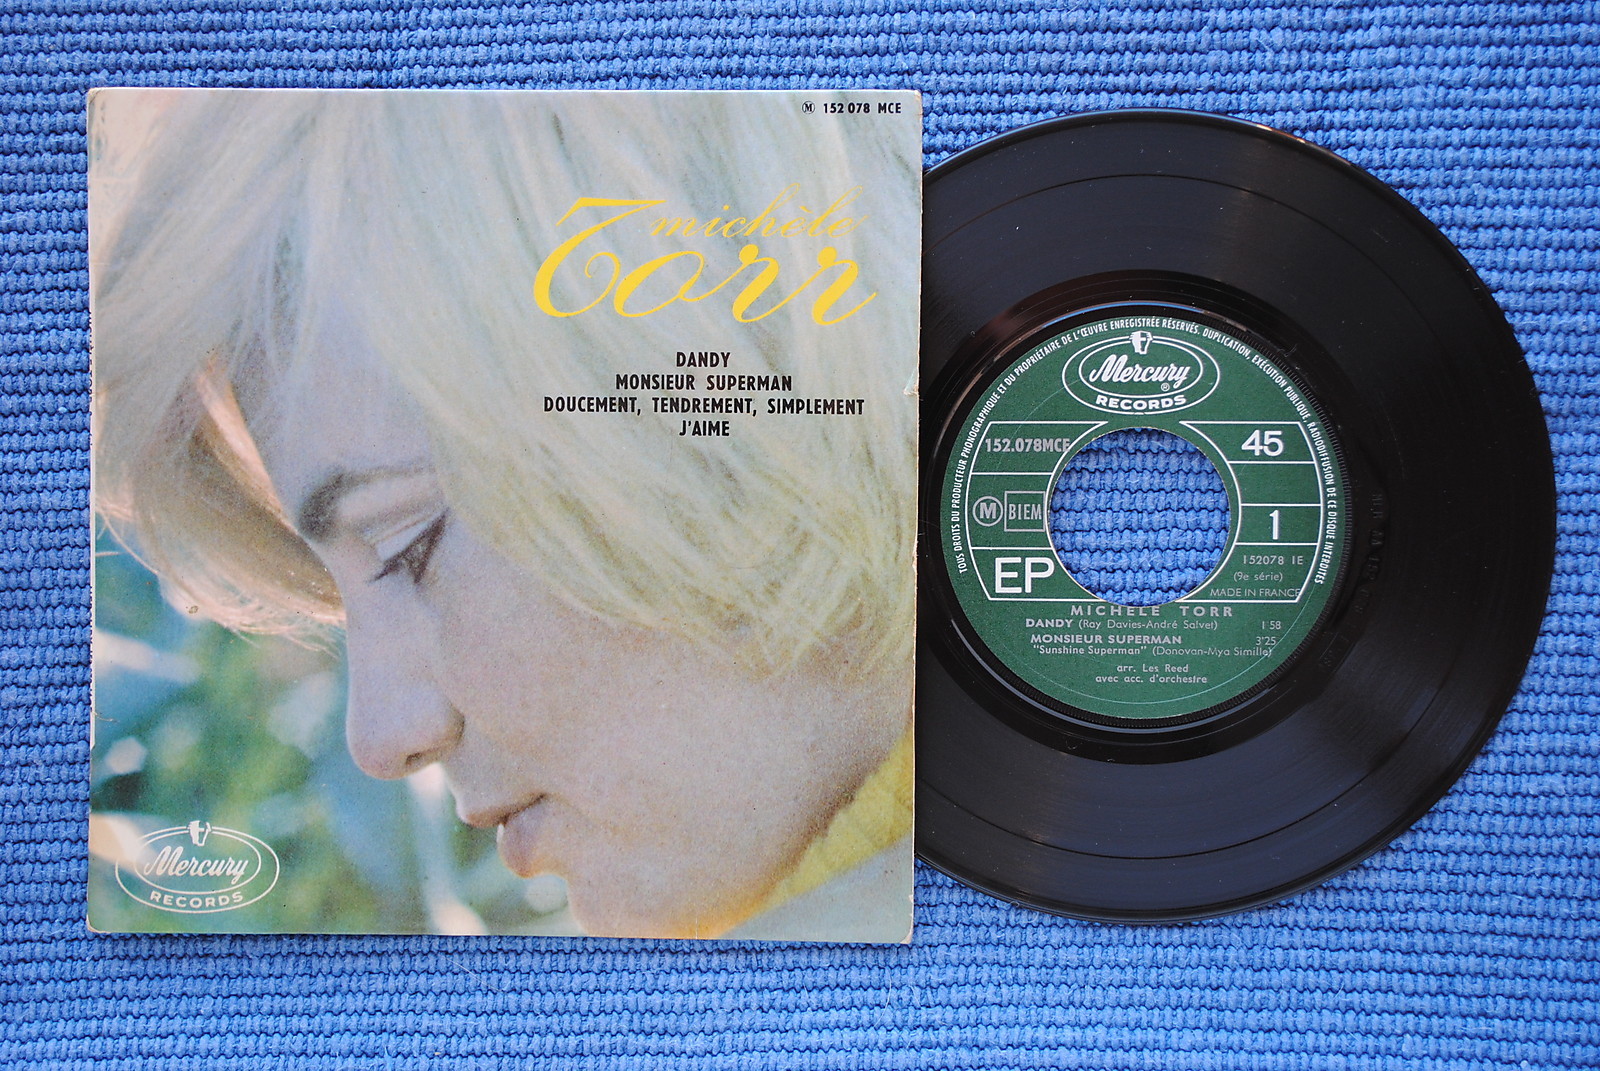 Ⓜ 152 078 MCE
michèle
Torr
DANDY
MONSIEUR SUPERMAN
DOUCEMENT, TENDREMENT, SIMPLEMENT
J'AIME
Mercury
RECORDS
TOUS DROITS DU PRODUCTEUR PHONOGRAPHIQUE ET DU PROPRIÉTAIRE DE L'ŒUVRE ENREGISTRÉE RÉSERVÉS. DUPLICATION, EXÉCUTION PUBLIQUE, RADIODIFFUSION DE CE DISQUE INTERDITES
Mercury
®
RECORDS
152.078MCE
45
M BIEM
1
EP
152078 1E
(9e série)
MADE IN FRANCE
MICHÈLE TORR
DANDY (Ray Davies-André Salvet) 1 58
MONSIEUR SUPERMAN 3'25
"Sunshine Superman" (Donovan-Mya Simille)
arr. Les Reed
avec acc. d'orchestre